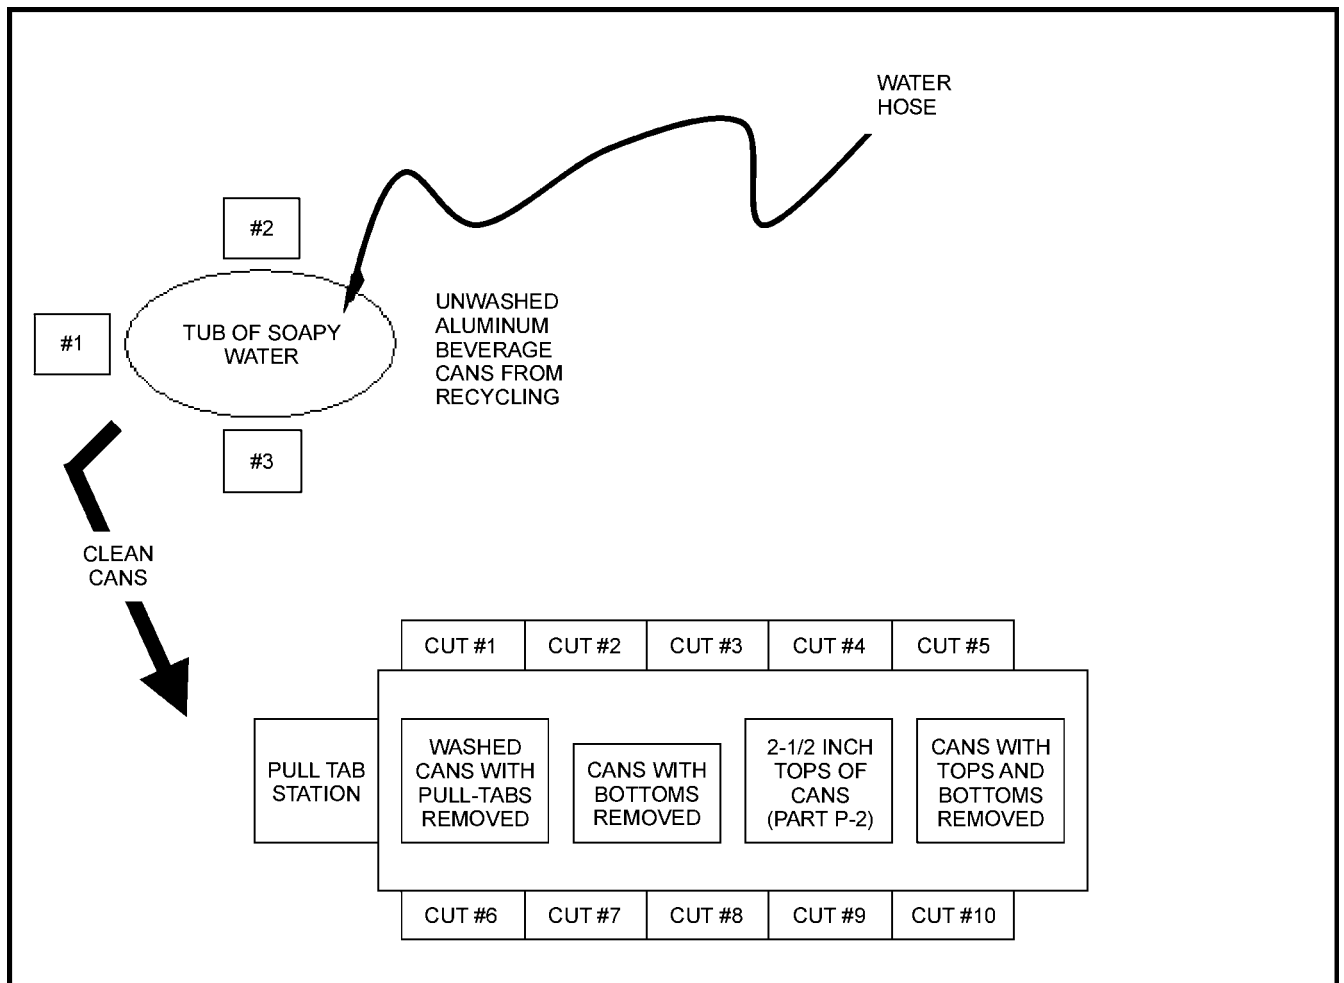 WATER
HOSE
#2
#1
TUB OF SOAPY
WATER
UNWASHED
ALUMINUM
BEVERAGE
CANS FROM
RECYCLING
#3
CLEAN
CANS
CUT #1
CUT #2
CUT #3
CUT #4
CUT #5
PULL TAB
STATION
WASHED
CANS WITH
PULL-TABS
REMOVED
CANS WITH
BOTTOMS
REMOVED
2-1/2 INCH
TOPS OF
CANS
(PART P-2)
CANS WITH
TOPS AND
BOTTOMS
REMOVED
CUT #6
CUT #7
CUT #8
CUT #9
CUT #10